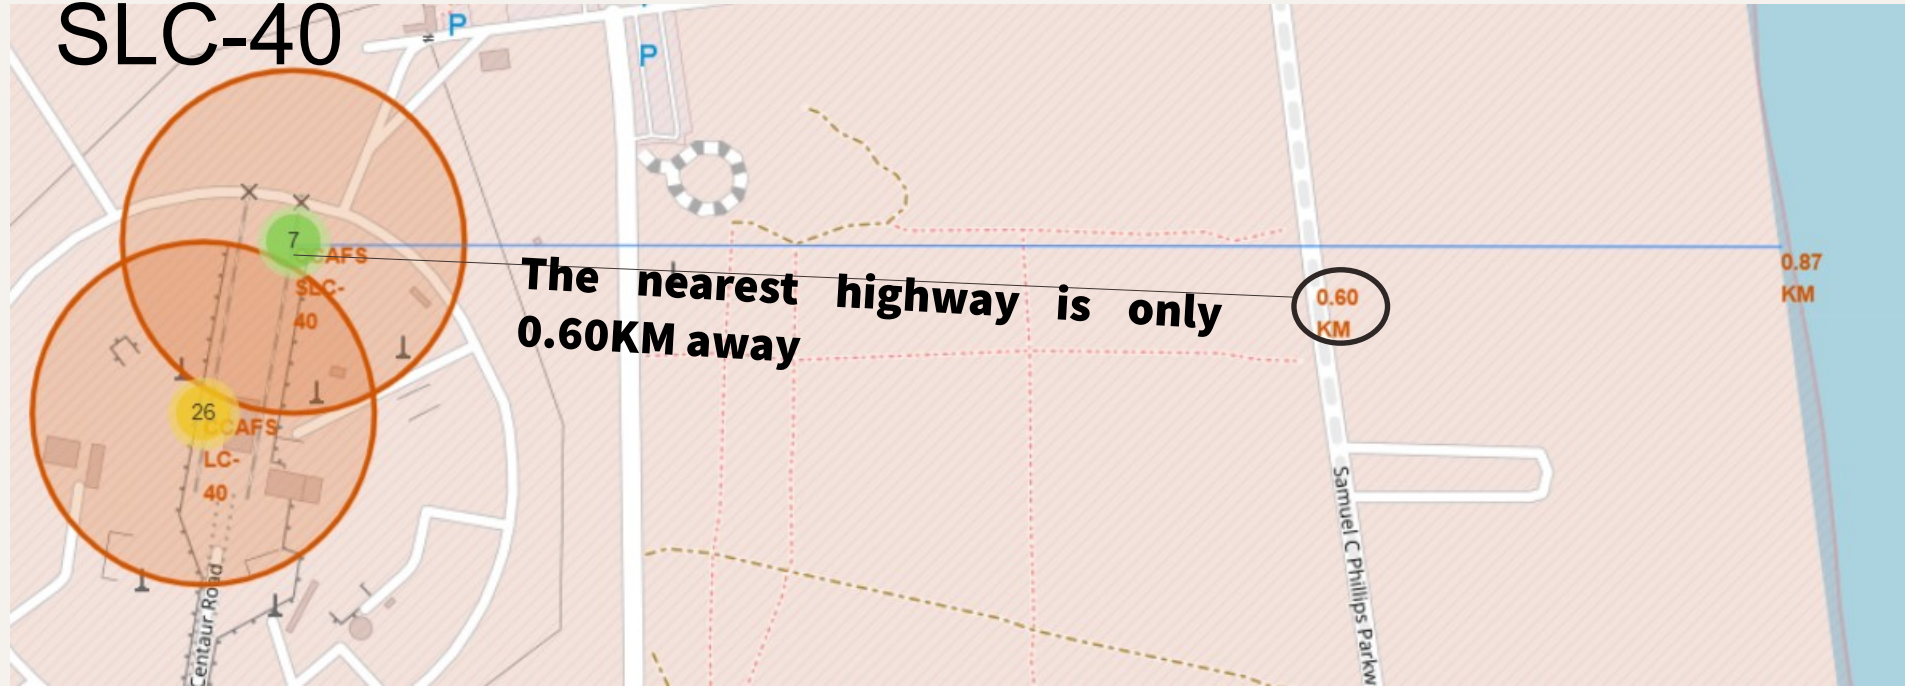 SLC-40
P
P
7
CCAFS
SLC-
40
The nearest highway is only
0.60KM away
0.60
KM
0.87
KM
26
CCAFS
LC-
40
Samuel C Phillips Parkw
Centaur Road